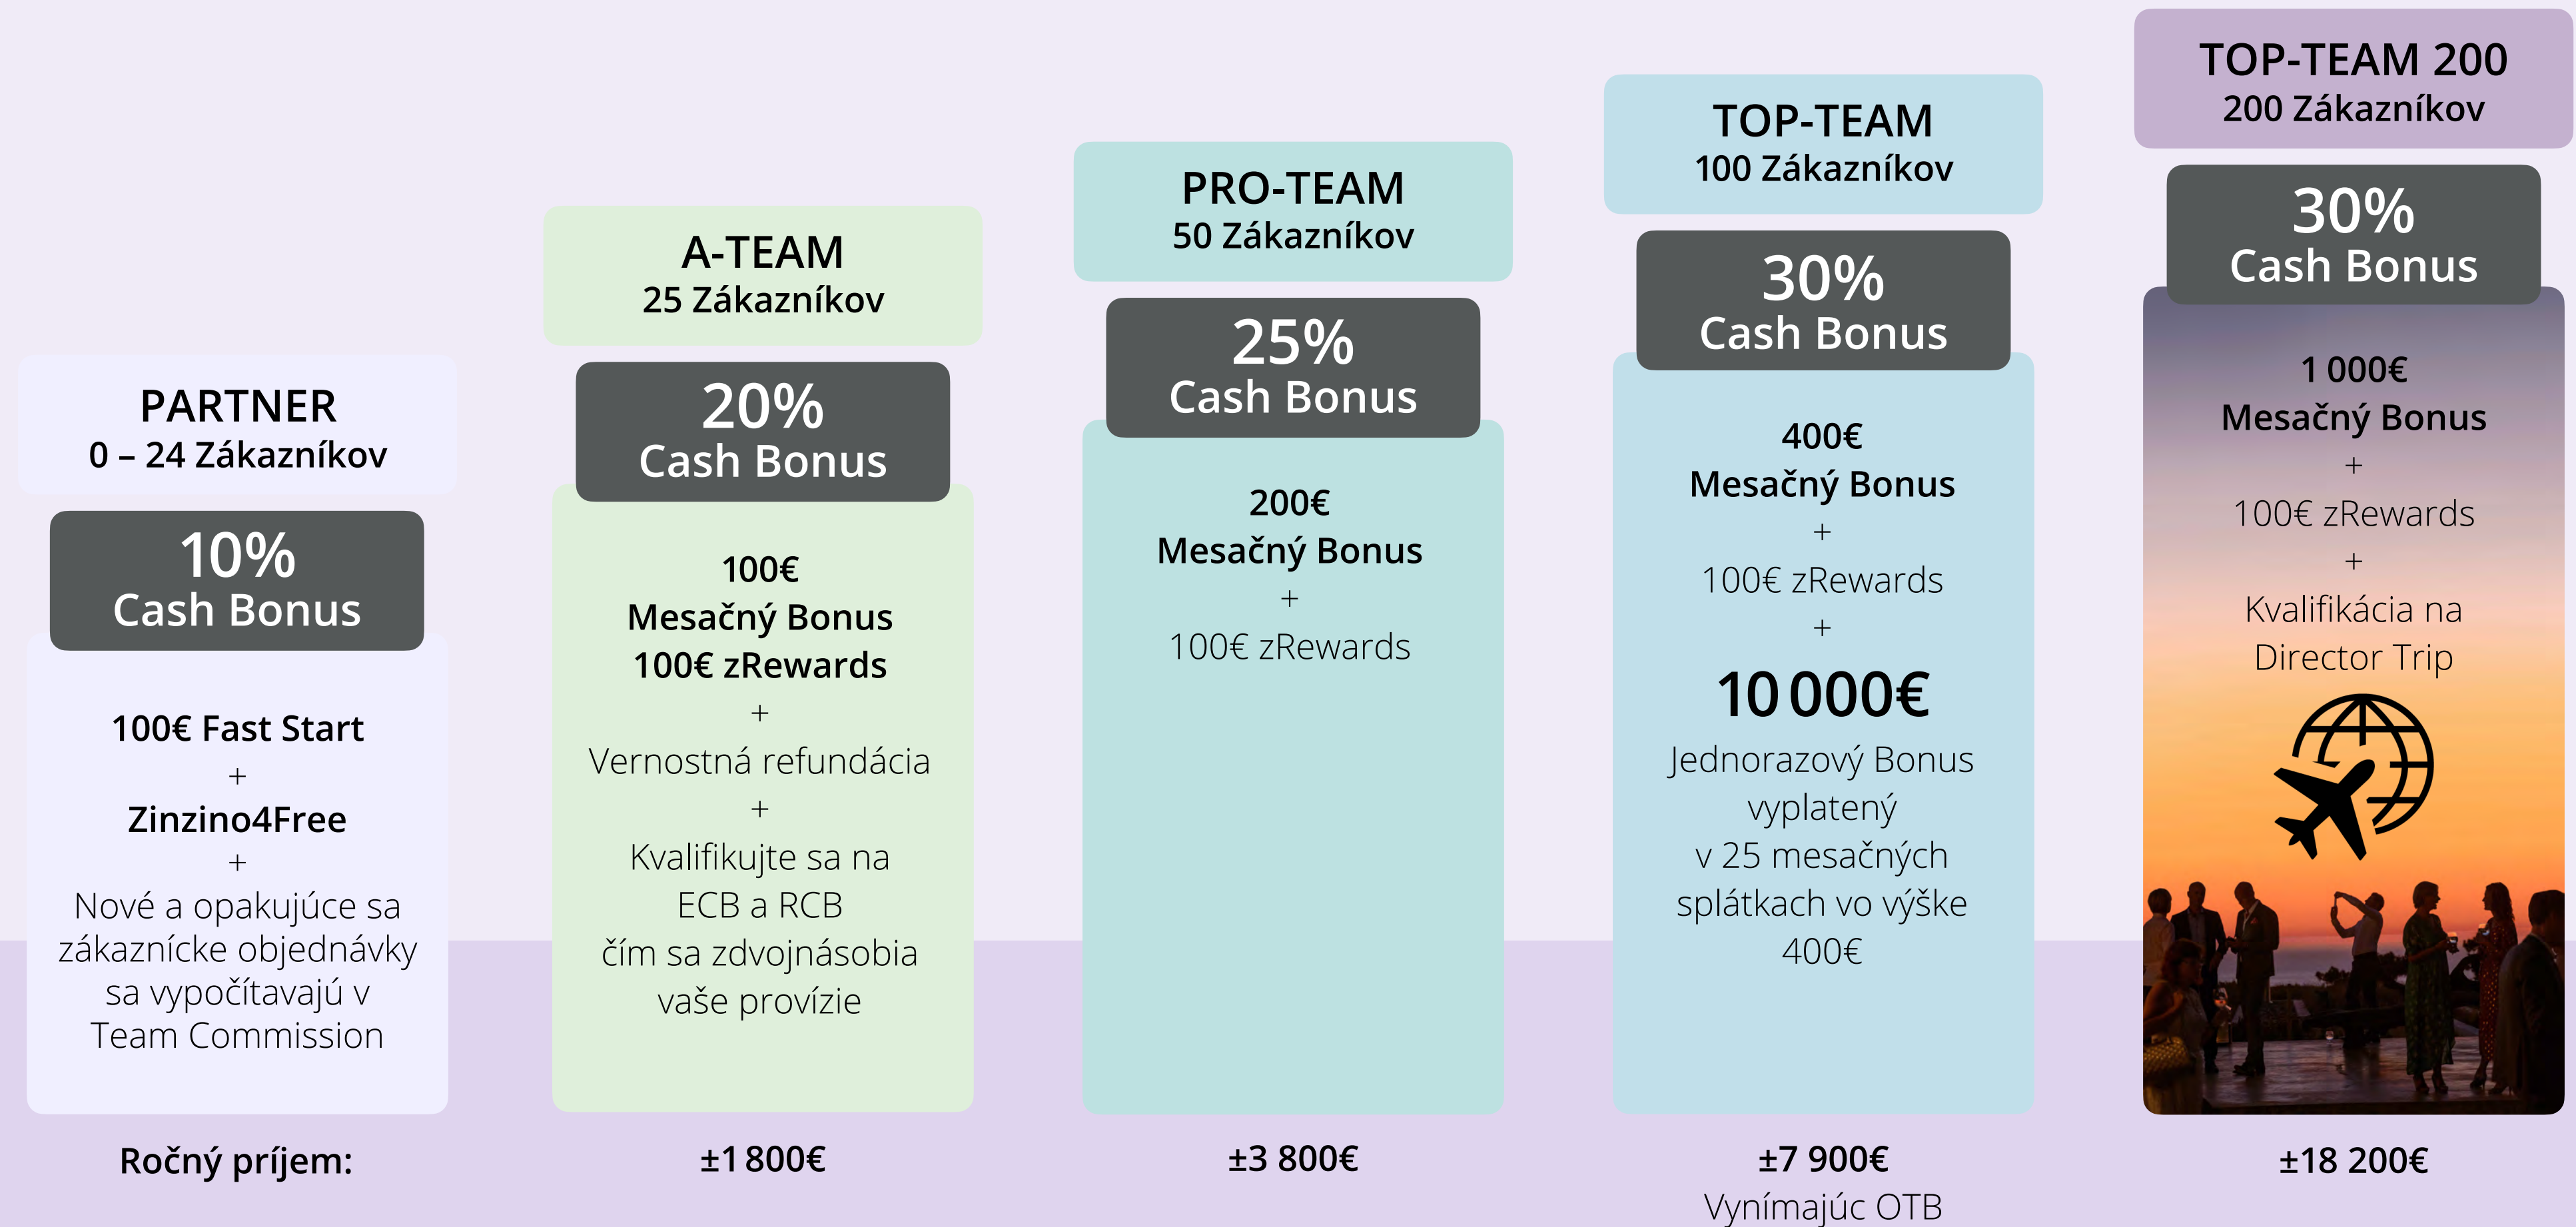 PARTNER
0 – 24 Zákazníkov
10%
Cash Bonus
100€ Fast Start
+
Zinzino4Free
+
Nové a opakujúce sa
zákaznícke objednávky
sa vypočítavajú v
Team Commission
Ročný príjem:
A-TEAM
25 Zákazníkov
20%
Cash Bonus
100€
Mesačný Bonus
100€ zRewards
+
Vernostná refundácia
+
Kvalifikujte sa na
ECB a RCB
čím sa zdvojnásobia
vaše provízie
±1 800€
PRO-TEAM
50 Zákazníkov
25%
Cash Bonus
200€
Mesačný Bonus
+
100€ zRewards
±3 800€
TOP-TEAM
100 Zákazníkov
30%
Cash Bonus
400€
Mesačný Bonus
+
100€ zRewards
+
10 000€
Jednorazový Bonus
vyplatený
v 25 mesačných
splátkach vo výške
400€
±7 900€
Vynímajúc OTB
TOP-TEAM 200
200 Zákazníkov
30%
Cash Bonus
1 000€
Mesačný Bonus
+
100€ zRewards
+
Kvalifikácia na
Director Trip
±18 200€